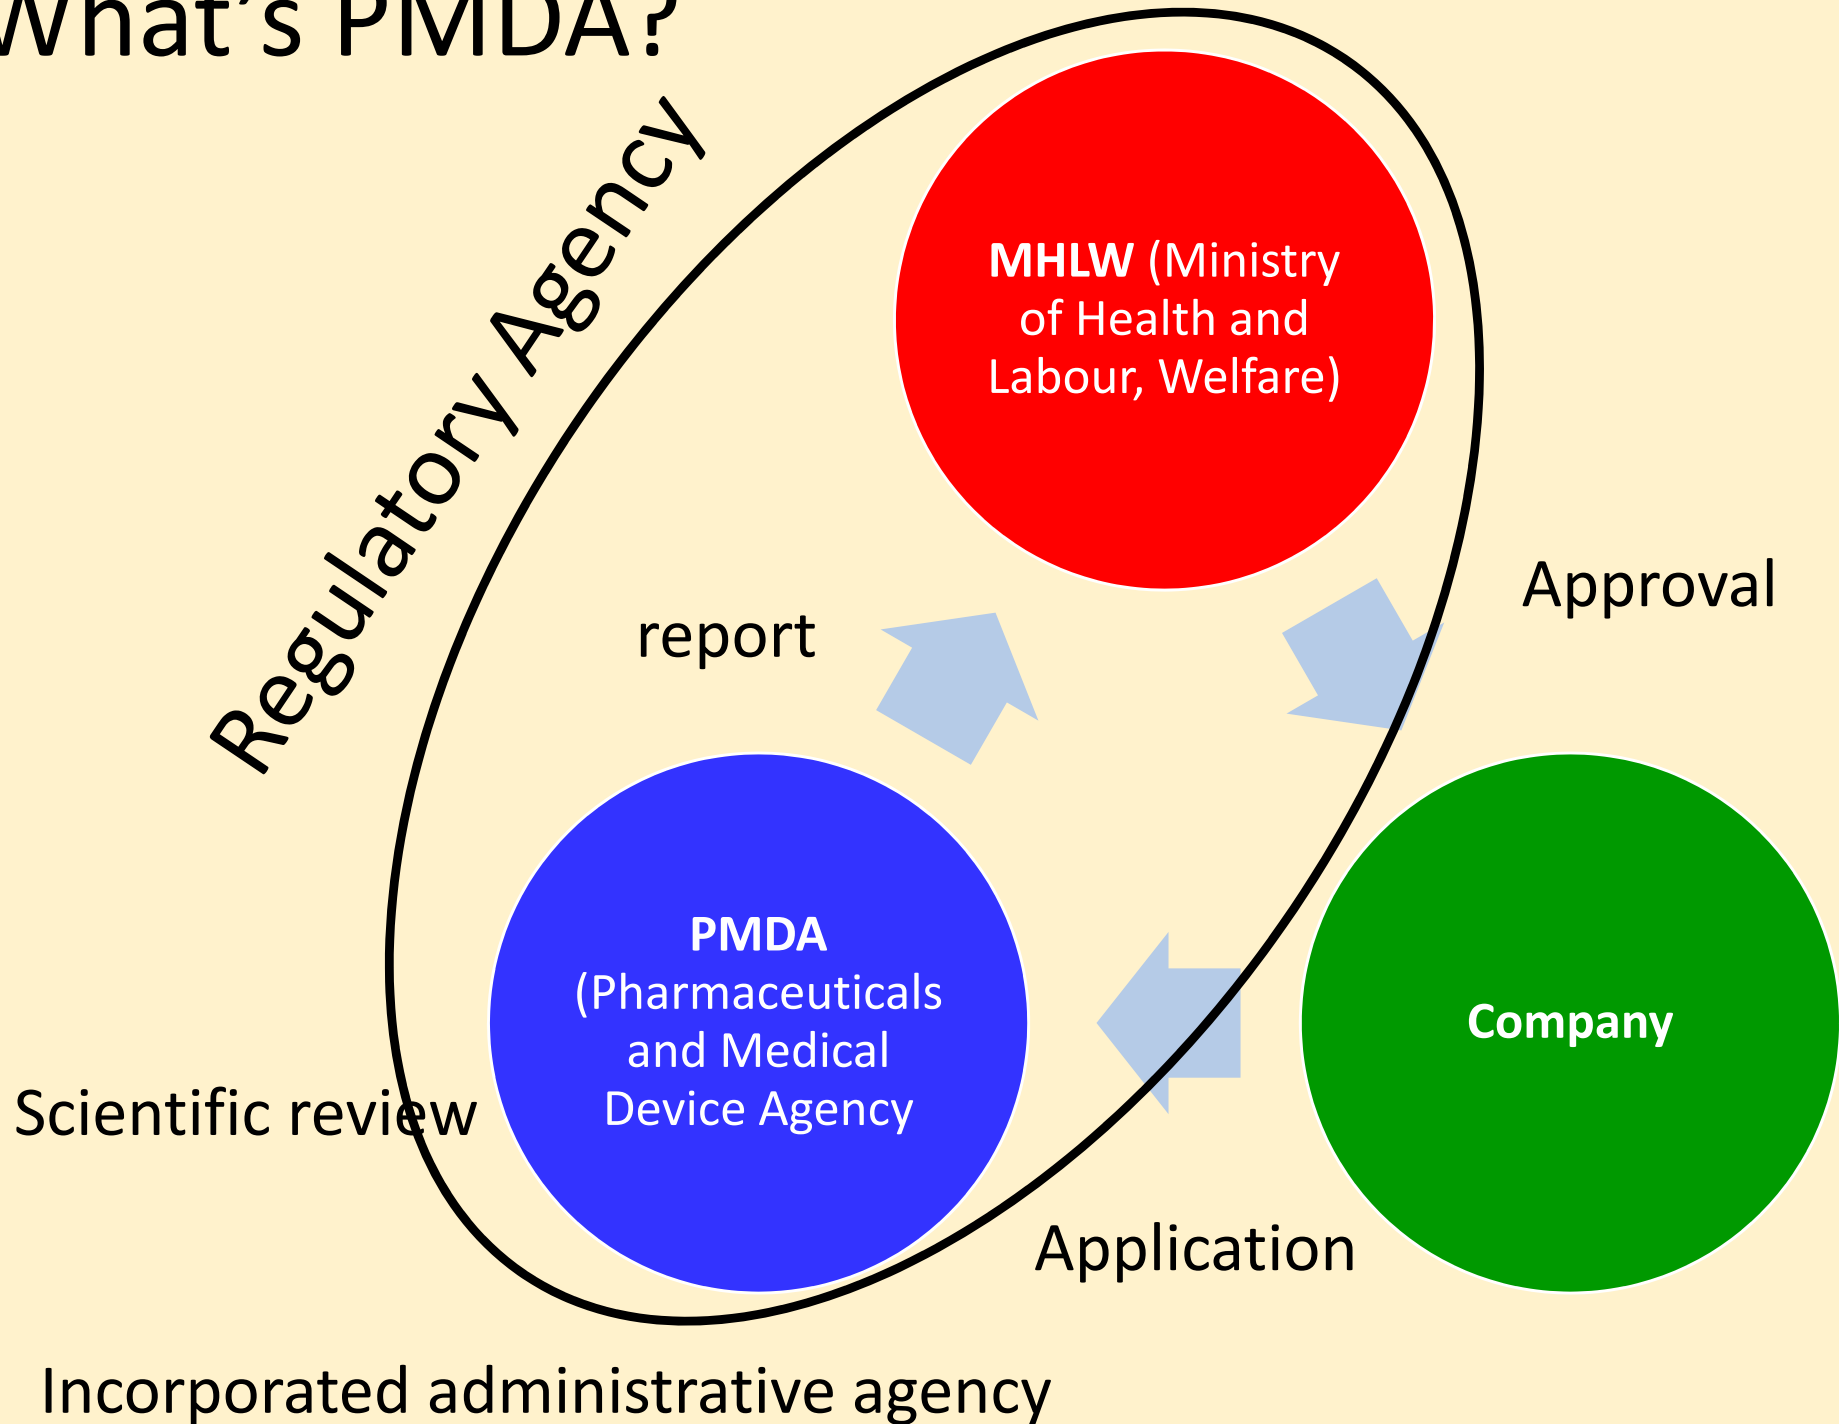 What's PMDA?
Regulatory Agency
MHLW (Ministry
of Health and
Labour, Welfare)
Approval
report
PMDA
(Pharmaceuticals
and Medical
Device Agency
Company
Scientific review
Application
Incorporated administrative agency